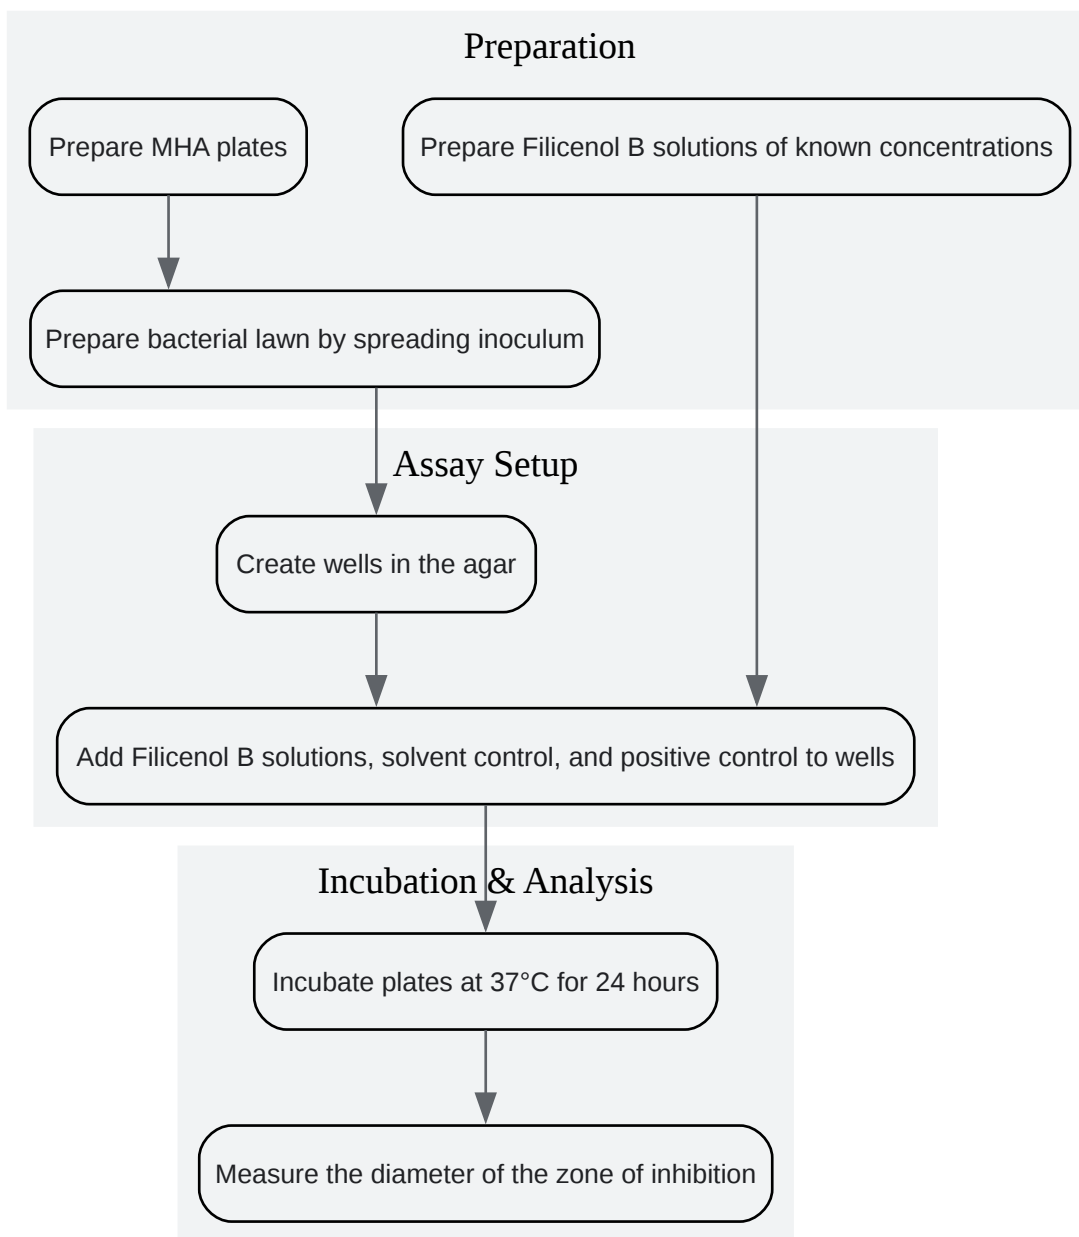 Preparation
Prepare MHA plates
Prepare Filicenol B solutions of known concentrations
Prepare bacterial lawn by spreading inoculum
Assay Setup
Create wells in the agar
Add Filicenol B solutions, solvent control, and positive control to wells
Incubation & Analysis
Incubate plates at 37°C for 24 hours
Measure the diameter of the zone of inhibition